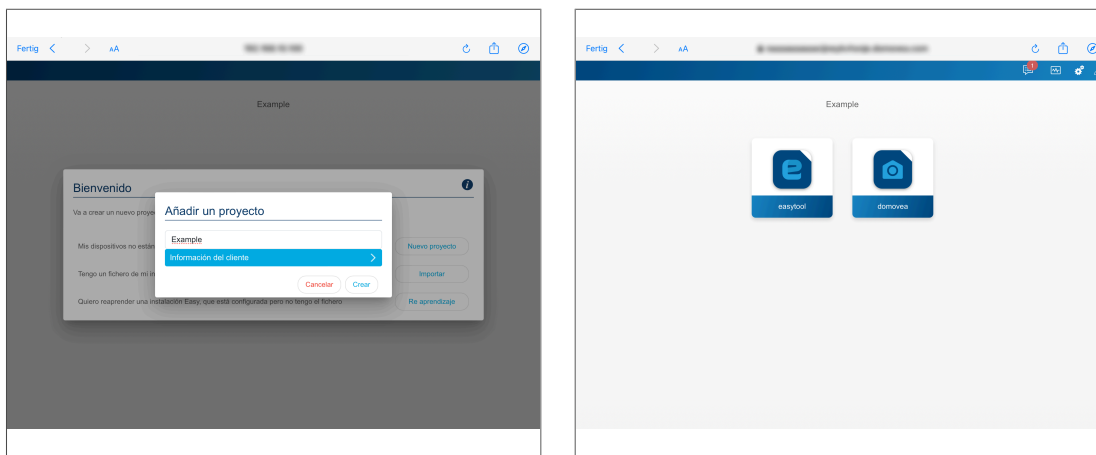 Fertig
AA
Example
Bienvenido
Va a crear un nuevo proye
Añadir un proyecto
Example
Información del cliente
Cancelar
Crear
Mis dispositivos no están
Nuevo proyecto
Tengo un fichero de mi in
Importar
Quiero reaprender una instalación Easy, que está configurada pero no tengo el fichero
Re aprendizaje
Fertig
AA
1
Example
easytool
domovea